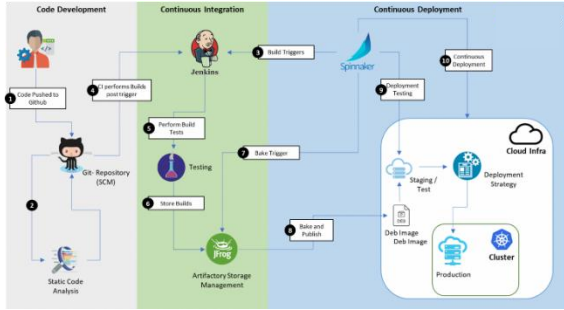 Code Development
Continuous Integration
Continuous Deployment
1
Code Pushed to
Github
4
CI performs Builds
post trigger
Jenkins
3
Build Triggers
Spinnaker
10
Continuous
Deployment
9
Deployment
Testing
Git- Repository
(SCM)
5
Perform Build
Tests
Testing
7
Bake Trigger
Cloud Infra
Staging /
Test
Deployment
Strategy
2
6
Store Builds
8
Bake and
Publish
Deb Image
Deb Image
Static Code
Analysis
JFrog
Artifactory Storage
Management
Cluster
Production